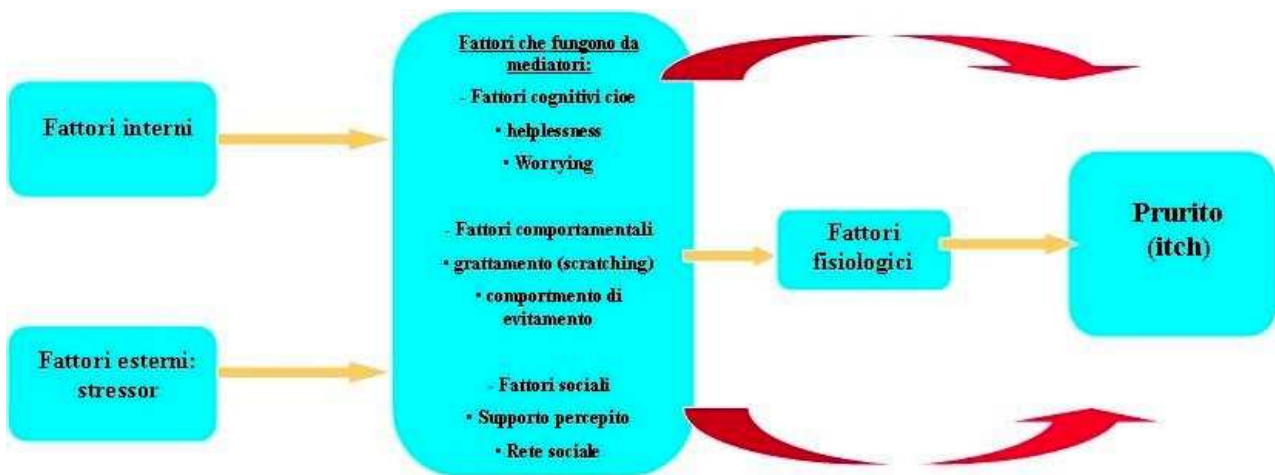 Fattori interni
Fattori esterni:
stressor
Fattori che fungono da
mediatori:
- Fattori cognitivi cioe
• helplessness
• Worrying
- Fattori comportamentali
• grattamento (scratching)
• comportmento di
evitamento
- Fattori sociali
• Supporto percepito
• Rete sociale
Fattori
fisiologici
Prurito
(itch)